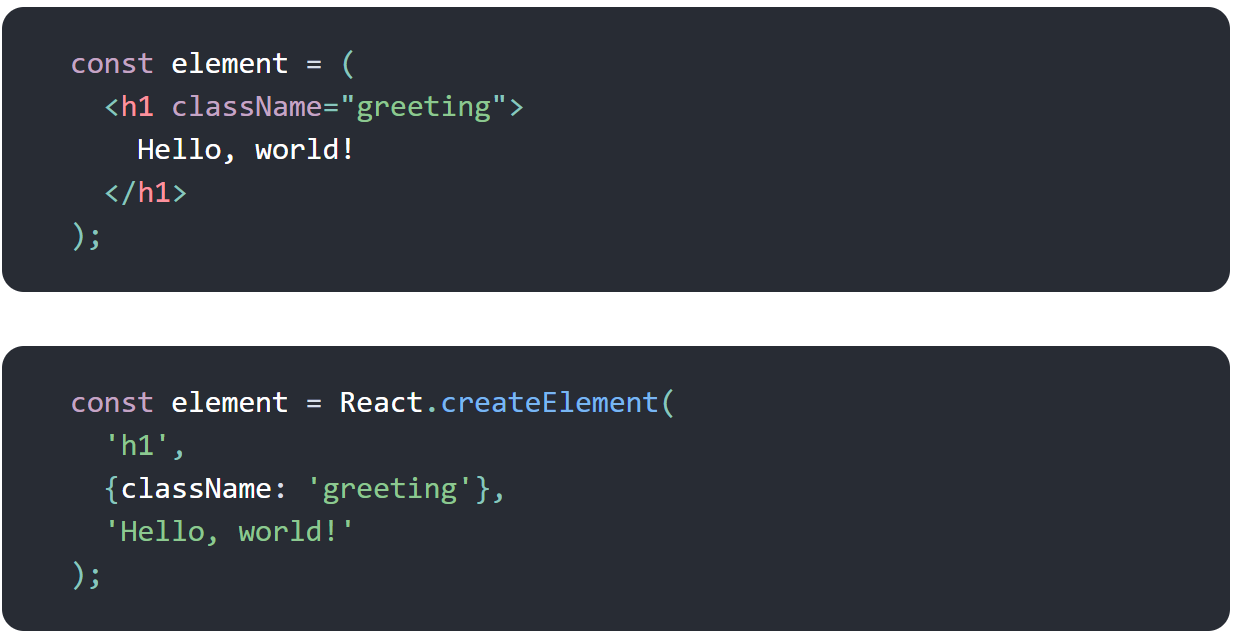 const element = (
  <h1 className="greeting">
    Hello, world!
  </h1>
);
const element = React.createElement(
  'h1',
  {className: 'greeting'},
  'Hello, world!'
);